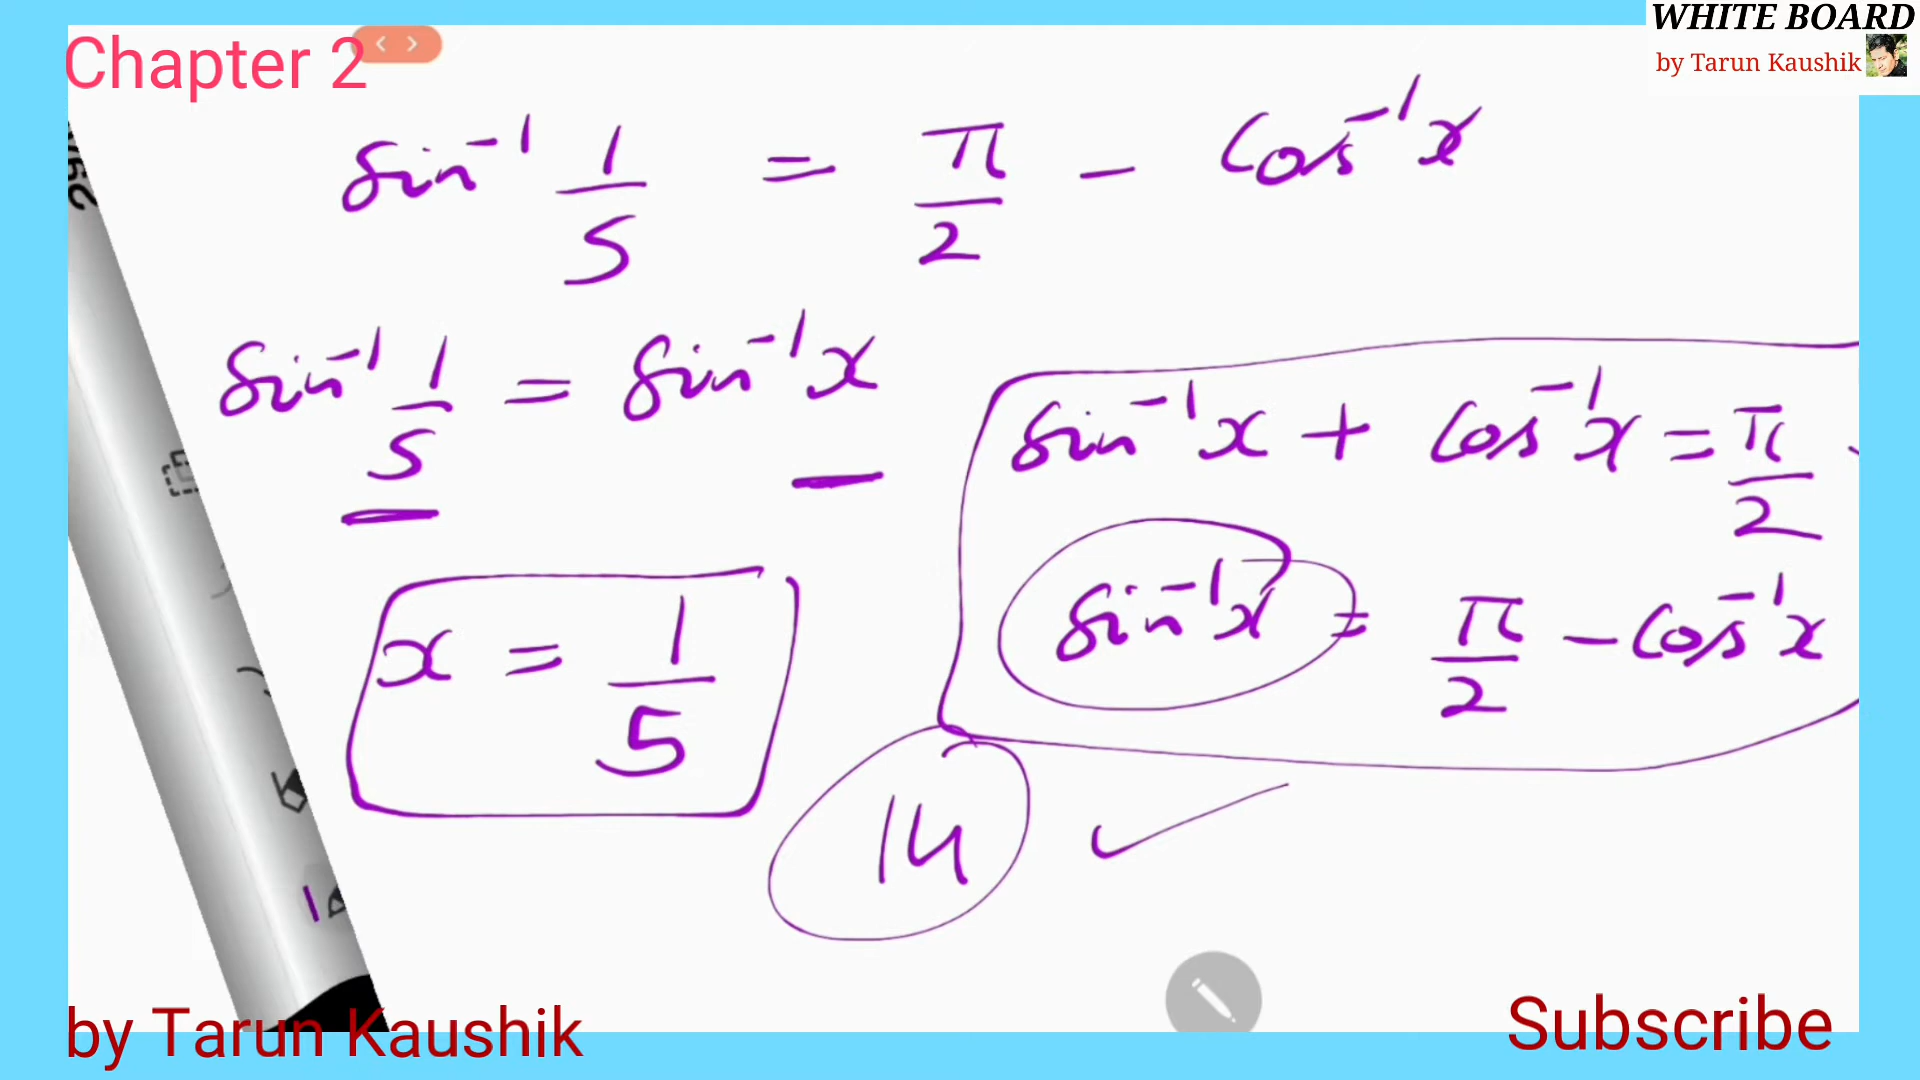 WHITE BOARD
by Tarun Kaushik
Chapter 2
sin⁻¹ 1/5 = π/2 − cos⁻¹x
sin⁻¹ 1/5 = sin⁻¹x
sin⁻¹x + cos⁻¹x = π/2
sin⁻¹x = π/2 − cos⁻¹x
x = 1/5
14
by Tarun Kaushik
Subscribe